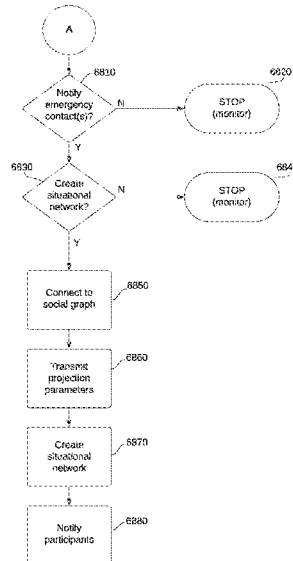 A
6810
Notify
emergency
contact(s)?
N
6820
STOP
(monitor)
Y
6830
Create
situational
network?
N
684
STOP
(monitor)
Y
Connect to
social graph
6850
Transmit
projection
parameters
6860
Create
situational
network
6870
Notify
participants
6880